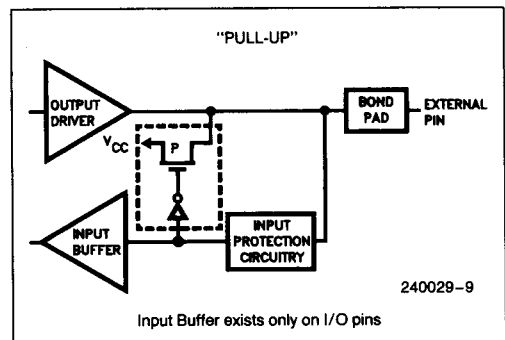 "PULL-UP"
OUTPUT
DRIVER
BOND
PAD
EXTERNAL
PIN
VCC
P
INPUT
BUFFER
INPUT
PROTECTION
CIRCUITRY
240029-9
Input Buffer exists only on I/O pins